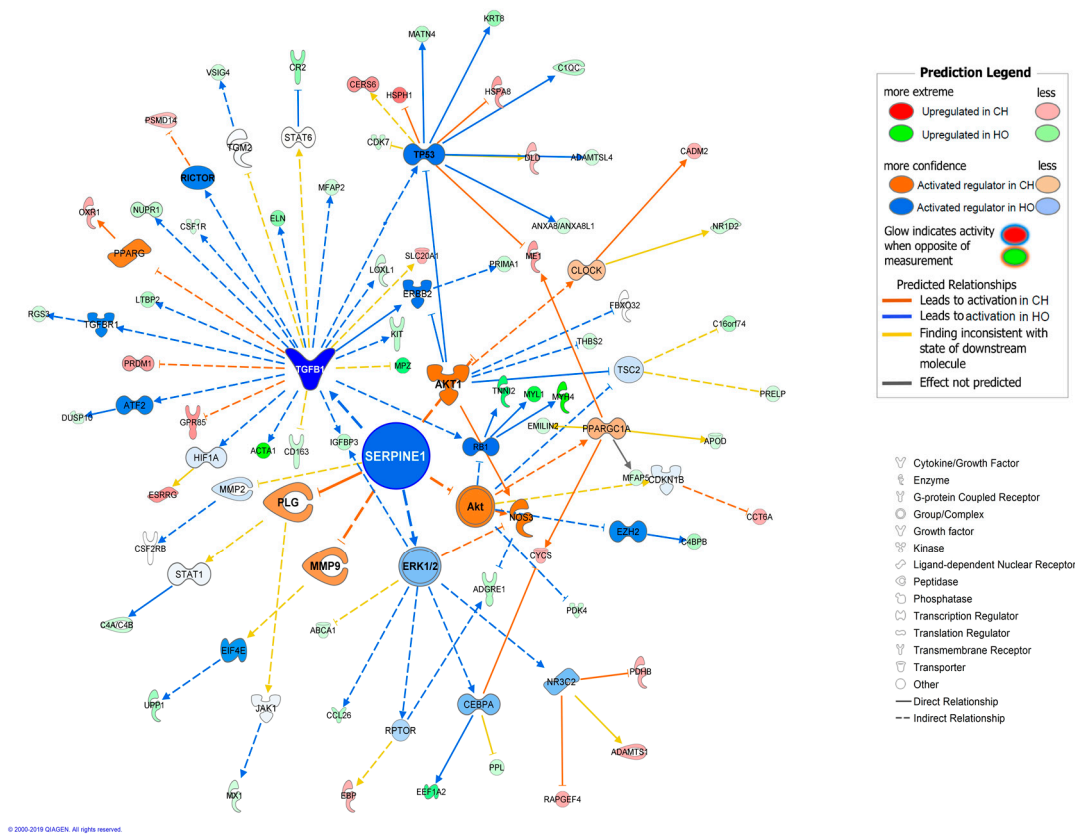 KRT8
MATN4
C1QC
CR2
VSIG4
CERS6
HSPH1
HSPA8
PSMD14
STAT6
TGM2
CDK7
TP53
DLD
ADAMTSL4
CADM2
RICTOR
MFAP2
OXR1
NUPR1
CSF1R
ELN
ANXA8/ANXA8L1
NR1D2
PPARG
SLC20A1
LOXL1
PRIMA1
ME1
CLOCK
ERBB2
FBXO32
LTBP2
RGS3
TGFBR1
KIT
C16orf74
THBS2
PRDM1
TGFB1
MPZ
AKT1
TSC2
TNNI2
MYL1
MYH4
PRELP
ATF2
DUSP10
GPR85
EMILIN2
PPARGC1A
APOD
ACTA1
CD163
IGFBP3
RB1
HIF1A
SERPINE1
MFAP5
CDKN1B
ESRRG
MMP2
PLG
Akt
NOS3
CCT6A
EZH2
C4BPB
CSF2RB
CYCS
STAT1
MMP9
ERK1/2
ADGRE1
PDK4
C4A/C4B
ABCA1
EIF4E
PDHB
NR3C2
UPP1
JAK1
CEBPA
CCL26
RPTOR
ADAMTS1
PPL
MX1
EBP
EEF1A2
RAPGEF4
Prediction Legend
more extreme less
Upregulated in CH
Upregulated in HO
more confidence less
Activated regulator in CH
Activated regulator in HO
Glow indicates activity
when opposite of
measurement
Predicted Relationships
Leads to activation in CH
Leads to activation in HO
Finding inconsistent with
state of downstream
molecule
Effect not predicted
Cytokine/Growth Factor
Enzyme
G-protein Coupled Receptor
Group/Complex
Growth factor
Kinase
Ligand-dependent Nuclear Receptor
Peptidase
Phosphatase
Transcription Regulator
Translation Regulator
Transmembrane Receptor
Transporter
Other
Direct Relationship
Indirect Relationship
© 2000-2019 QIAGEN. All rights reserved.